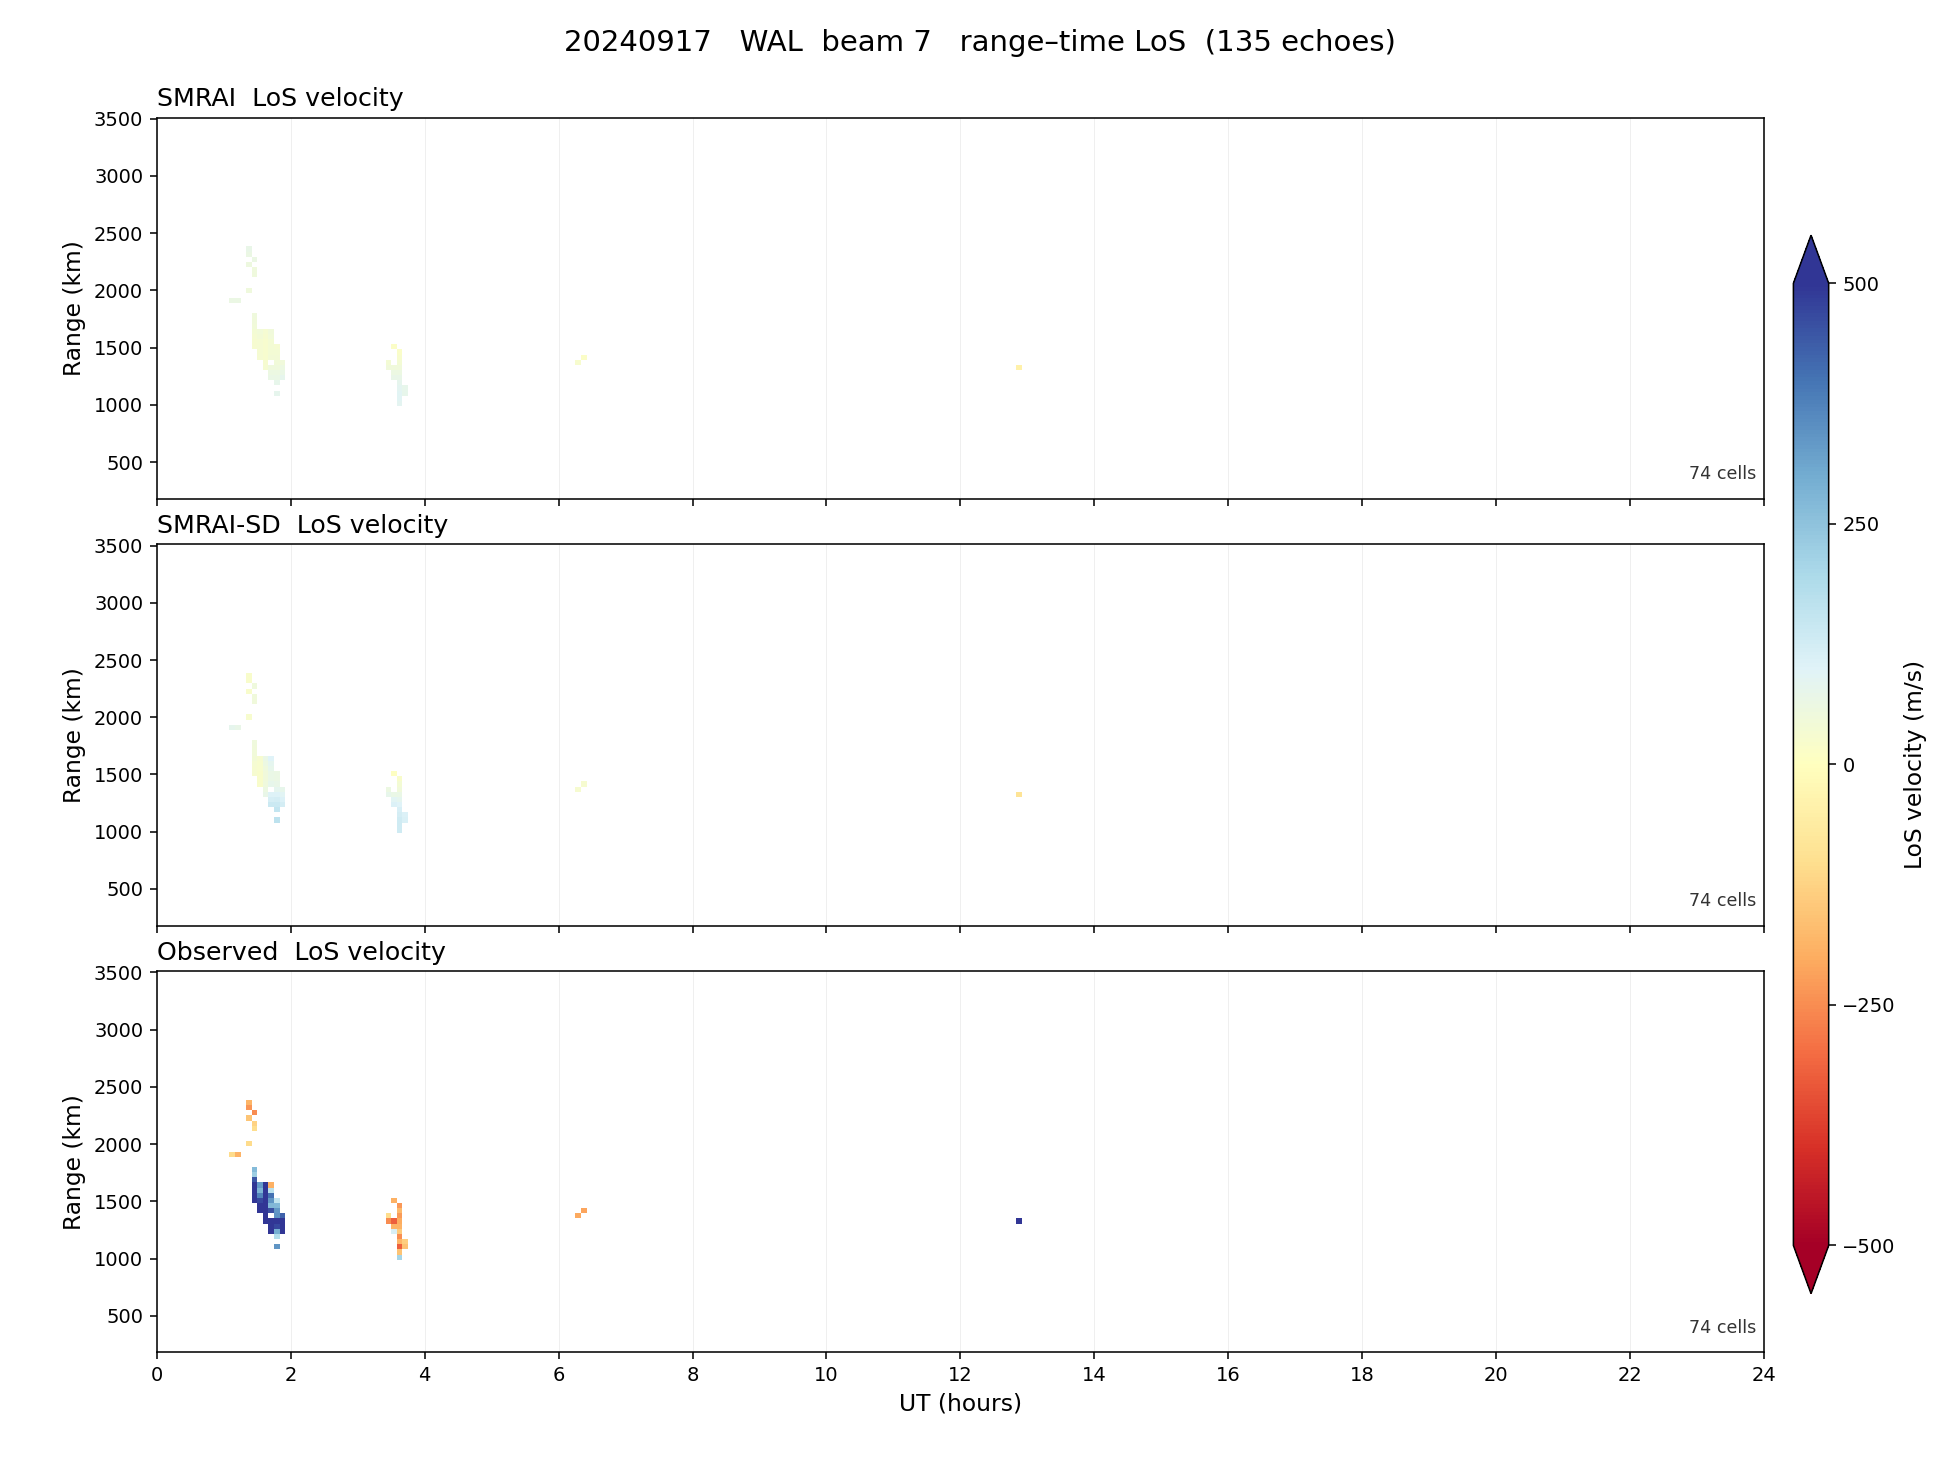 20240917 WAL beam 7 range–time LoS (135 echoes)
SMRAI LoS velocity
3500
3000
2500
2000
1500
1000
500
Range (km)
74 cells
SMRAI-SD LoS velocity
3500
3000
2500
2000
1500
1000
500
Range (km)
74 cells
Observed LoS velocity
3500
3000
2500
2000
1500
1000
500
Range (km)
74 cells
0 2 4 6 8 10 12 14 16 18 20 22 24
UT (hours)
500
250
0
−250
−500
LoS velocity (m/s)